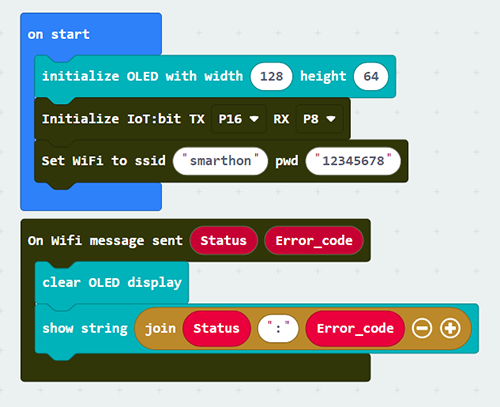 on start
initialize OLED with width 128 height 64
Initialize IoT:bit TX P16 RX P8
Set WiFi to ssid "smarthon" pwd "12345678"
On Wifi message sent Status Error_code
clear OLED display
show string join Status ":" Error_code - +